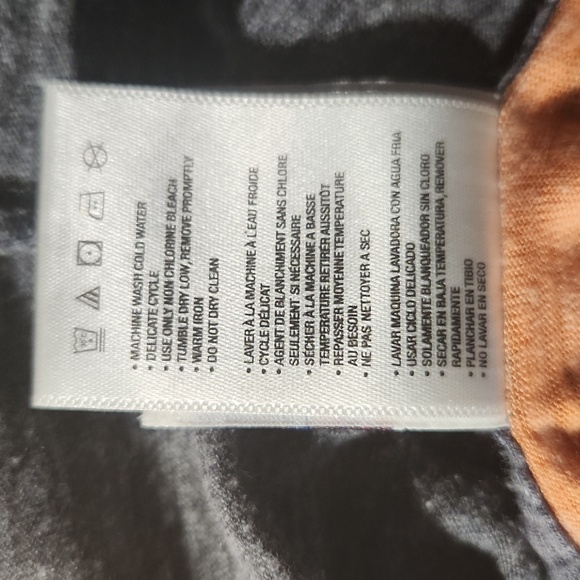 • MACHINE WASH COLD WATER
• DELICATE CYCLE
• USE ONLY NON CHLORINE BLEACH
• TUMBLE DRY LOW, REMOVE PROMPTLY
• WARM IRON
• DO NOT DRY CLEAN
• LAVER À LA MACHINE À L'EAU FROIDE
• CYCLE DÉLICAT
• AGENT DE BLANCHIMENT SANS CHLORE
SEULEMENT SI NÉCESSAIRE
• SÉCHER À LA MACHINE A BASSE
TEMPÉRATURE RETIRER AUSSITÔT
• REPASSER MOYENNETEMPERATURE
AU BESOIN
• NE PAS NETTOYER A SEC
• LAVAR MAQUINA LAVADORA CON AGUA FRIA
• USAR CICLO DELICADO
• SOLAMENTE BLANQUEADOR SIN CLORO
• SECAR EN BAJA TEMPERATURA, REMOVER
RAPIDAMENTE
• PLANCHAR EN TIBIO
• NO LAVAR EN SECO